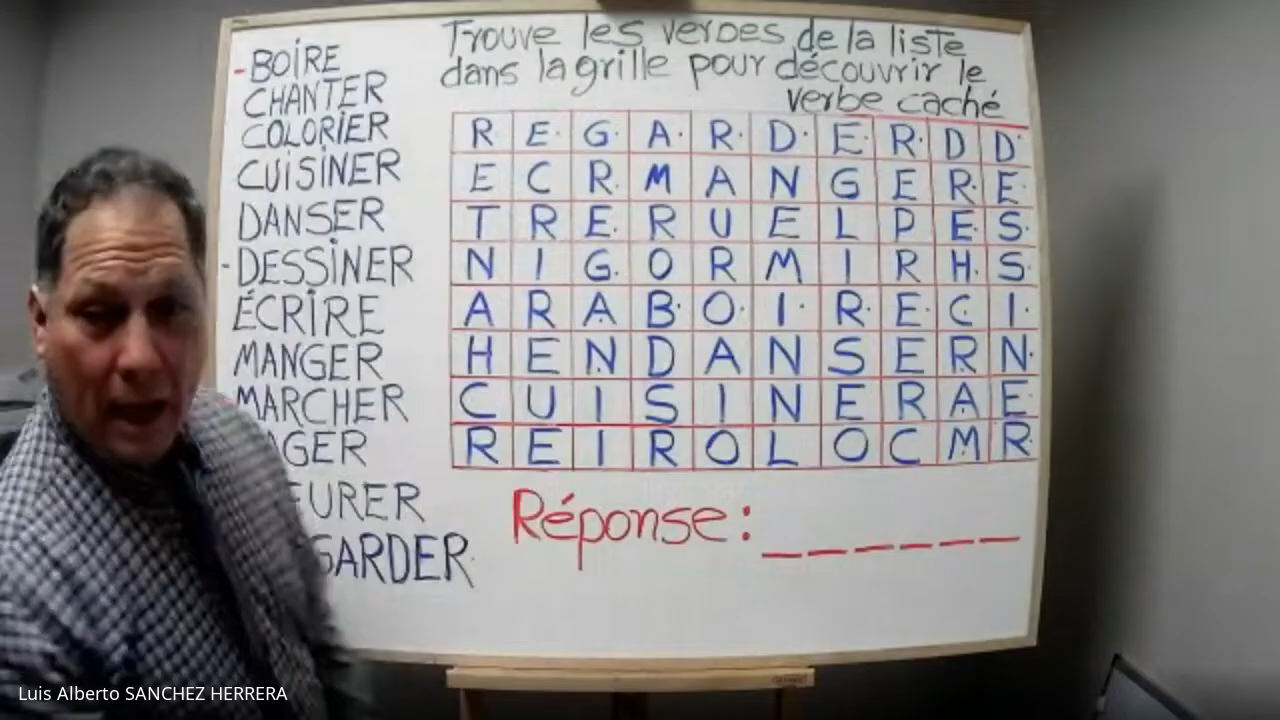 Trouve les verbes de la liste
dans la grille pour découvrir le
verbe caché
-BOIRE
CHANTER
COLORIER
CUISINER
DANSER
-DESSINER
ÉCRIRE
MANGER
MARCHER
AGER
URER
GARDER
R E G A R D E R D D
E C R M A N G E R E
T R E R U E L P E S
N I G O R M I R H S
A R A B O I R E C I
H E N D A N S E R N
C U I S I N E R A E
R E I R O L O C M R
Réponse: _ _ _ _ _ _
Luis Alberto SANCHEZ HERRERA